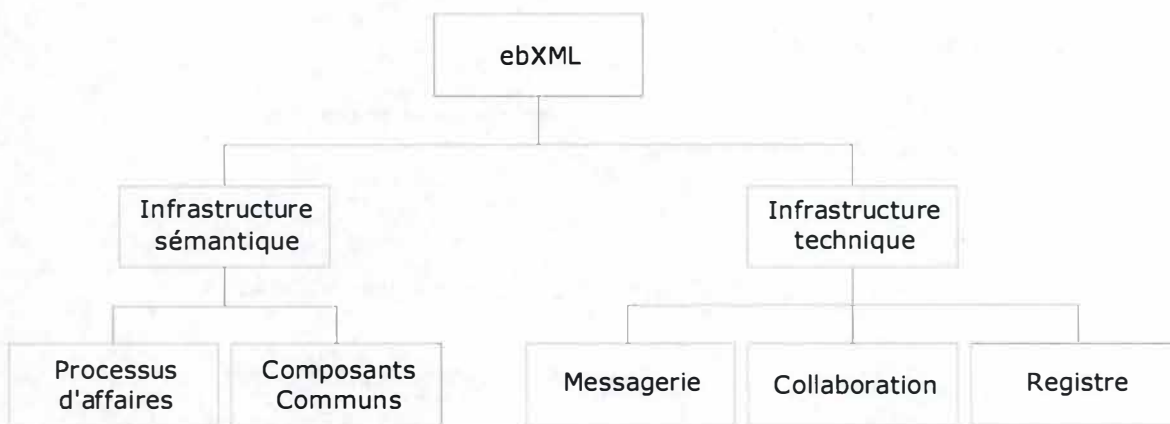 ebXML
Infrastructure
sémantique
Infrastructure
technique
Processus
d'affaires
Composants
Communs
Messagerie
Collaboration
Registre